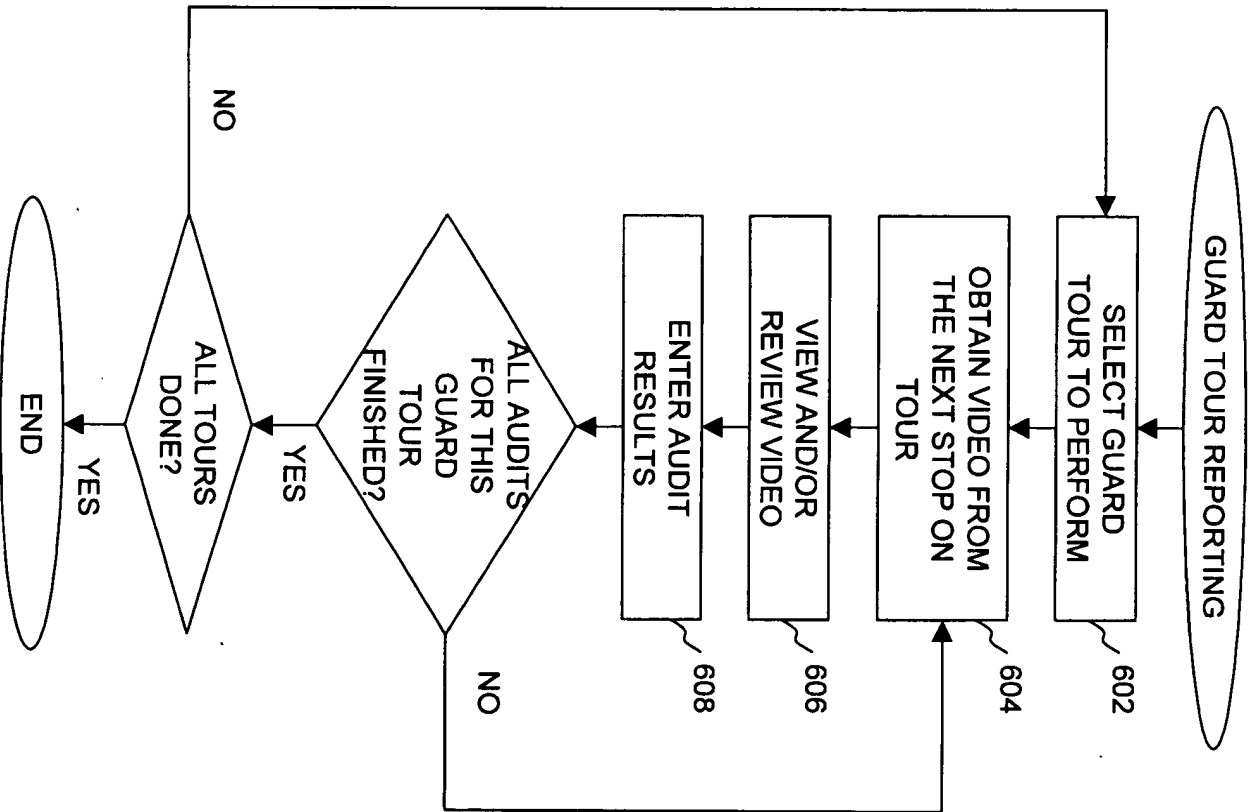 GUARD TOUR REPORTING
SELECT GUARD
TOUR TO PERFORM
602
OBTAIN VIDEO FROM
THE NEXT STOP ON
TOUR
604
VIEW AND/OR
REVIEW VIDEO
606
ENTER AUDIT
RESULTS
608
ALL AUDITS
FOR THIS
GUARD
TOUR
FINISHED?
NO
YES
ALL TOURS
DONE?
NO
YES
END